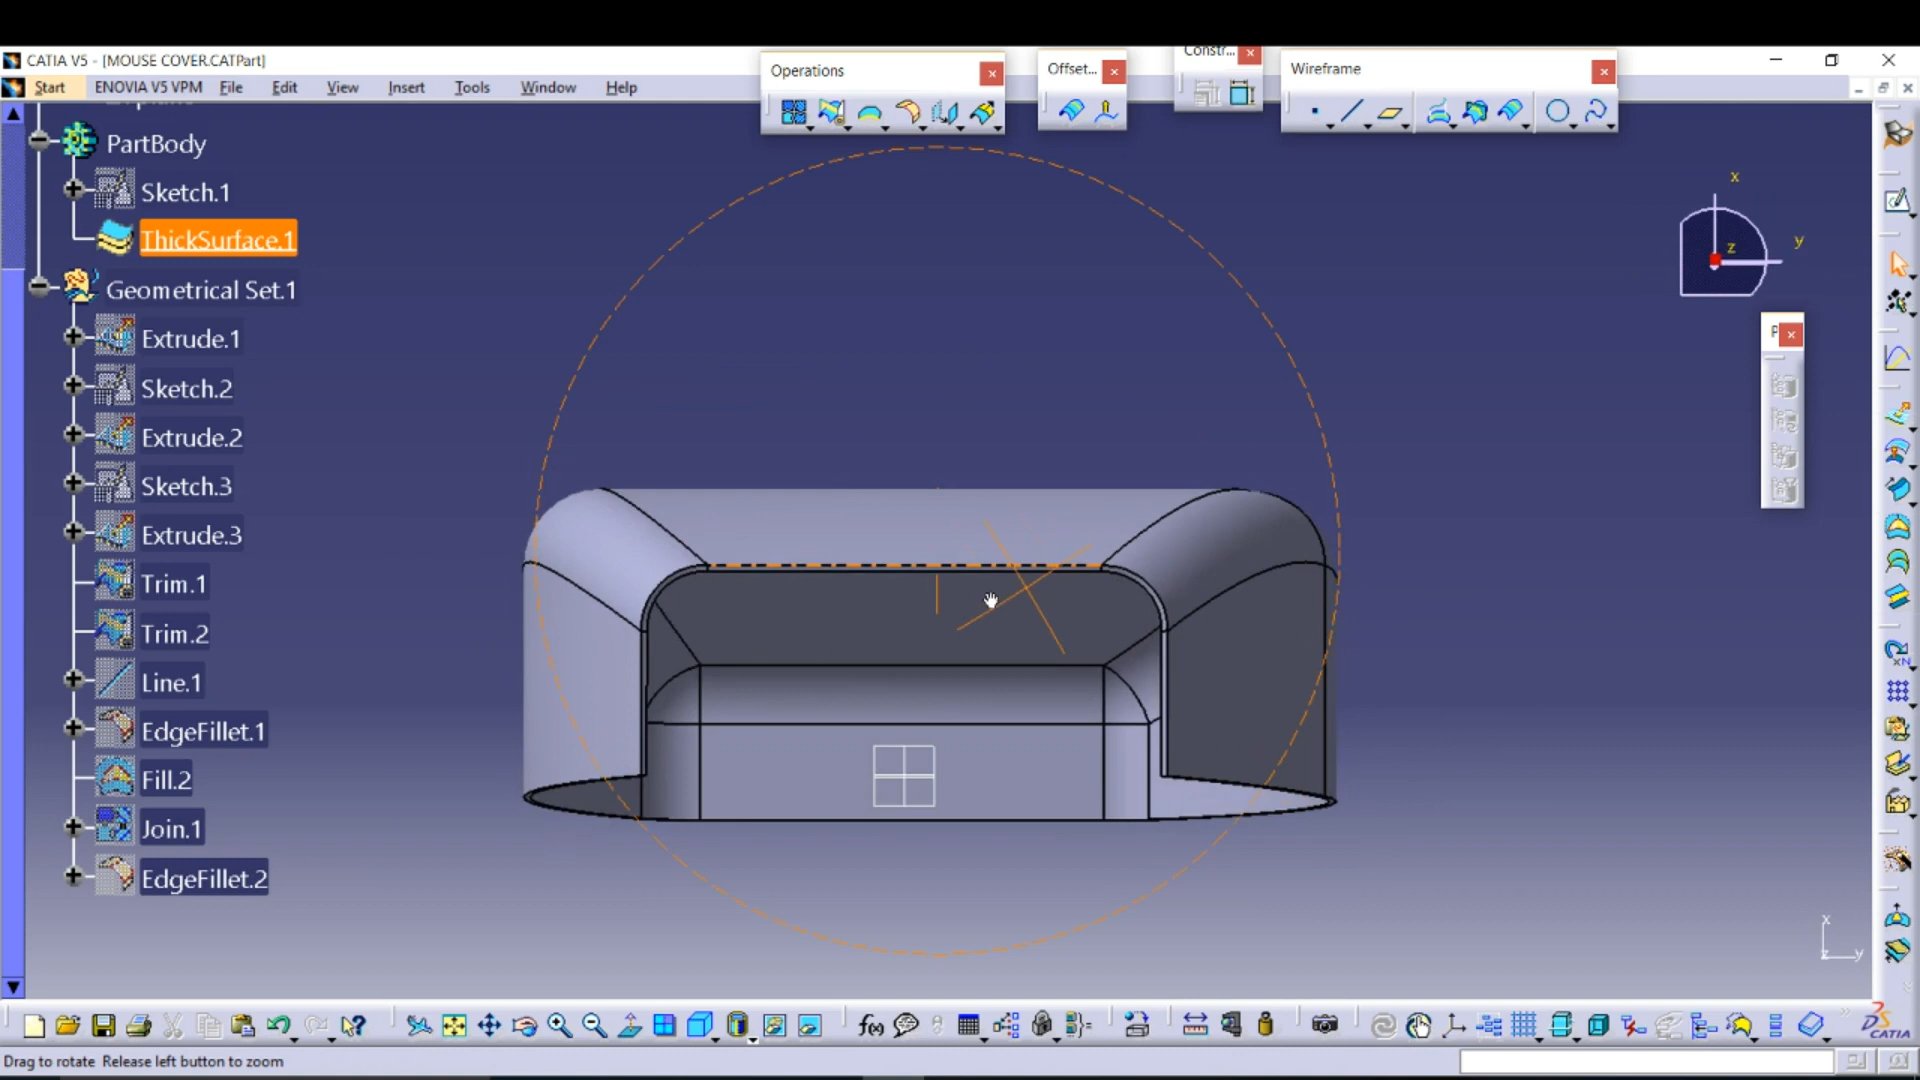 CATIA V5 - [MOUSE COVER.CATPart]
Start ENOVIA V5 VPM File Edit View Insert Tools Window Help
Operations
Offset...
Constr...
Wireframe
PartBody
Sketch.1
ThickSurface.1
Geometrical Set.1
Extrude.1
Sketch.2
Extrude.2
Sketch.3
Extrude.3
Trim.1
Trim.2
Line.1
EdgeFillet.1
Fill.2
Join.1
EdgeFillet.2
x
y
z
P
x
z
y
f(x)
CATIA
Drag to rotate Release left button to zoom